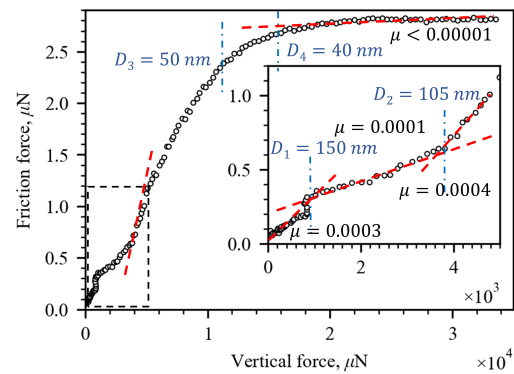 2.5
2.0
1.5
1.0
0.5
0.0
Friction force, μN
D₃ = 50 nm
D₄ = 40 nm
μ < 0.00001
1.0
0.5
0.0
D₂ = 105 nm
μ = 0.0001
D₁ = 150 nm
μ = 0.0004
μ = 0.0003
0 2 4
×10³
0 1 2 3
Vertical force, μN
×10⁴